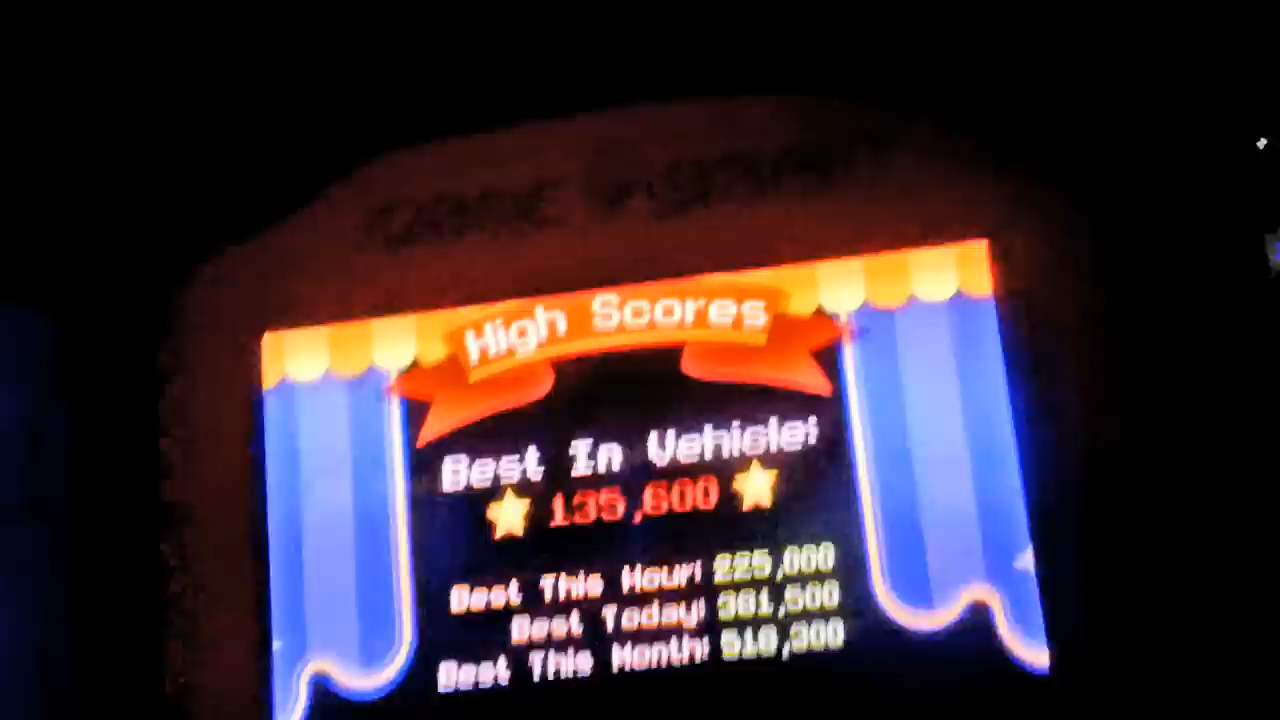 High Scores
Best In Vehicle:
135,600
Best This Hour: 225,000
Best Today: 381,500
Best This Month: 510,300